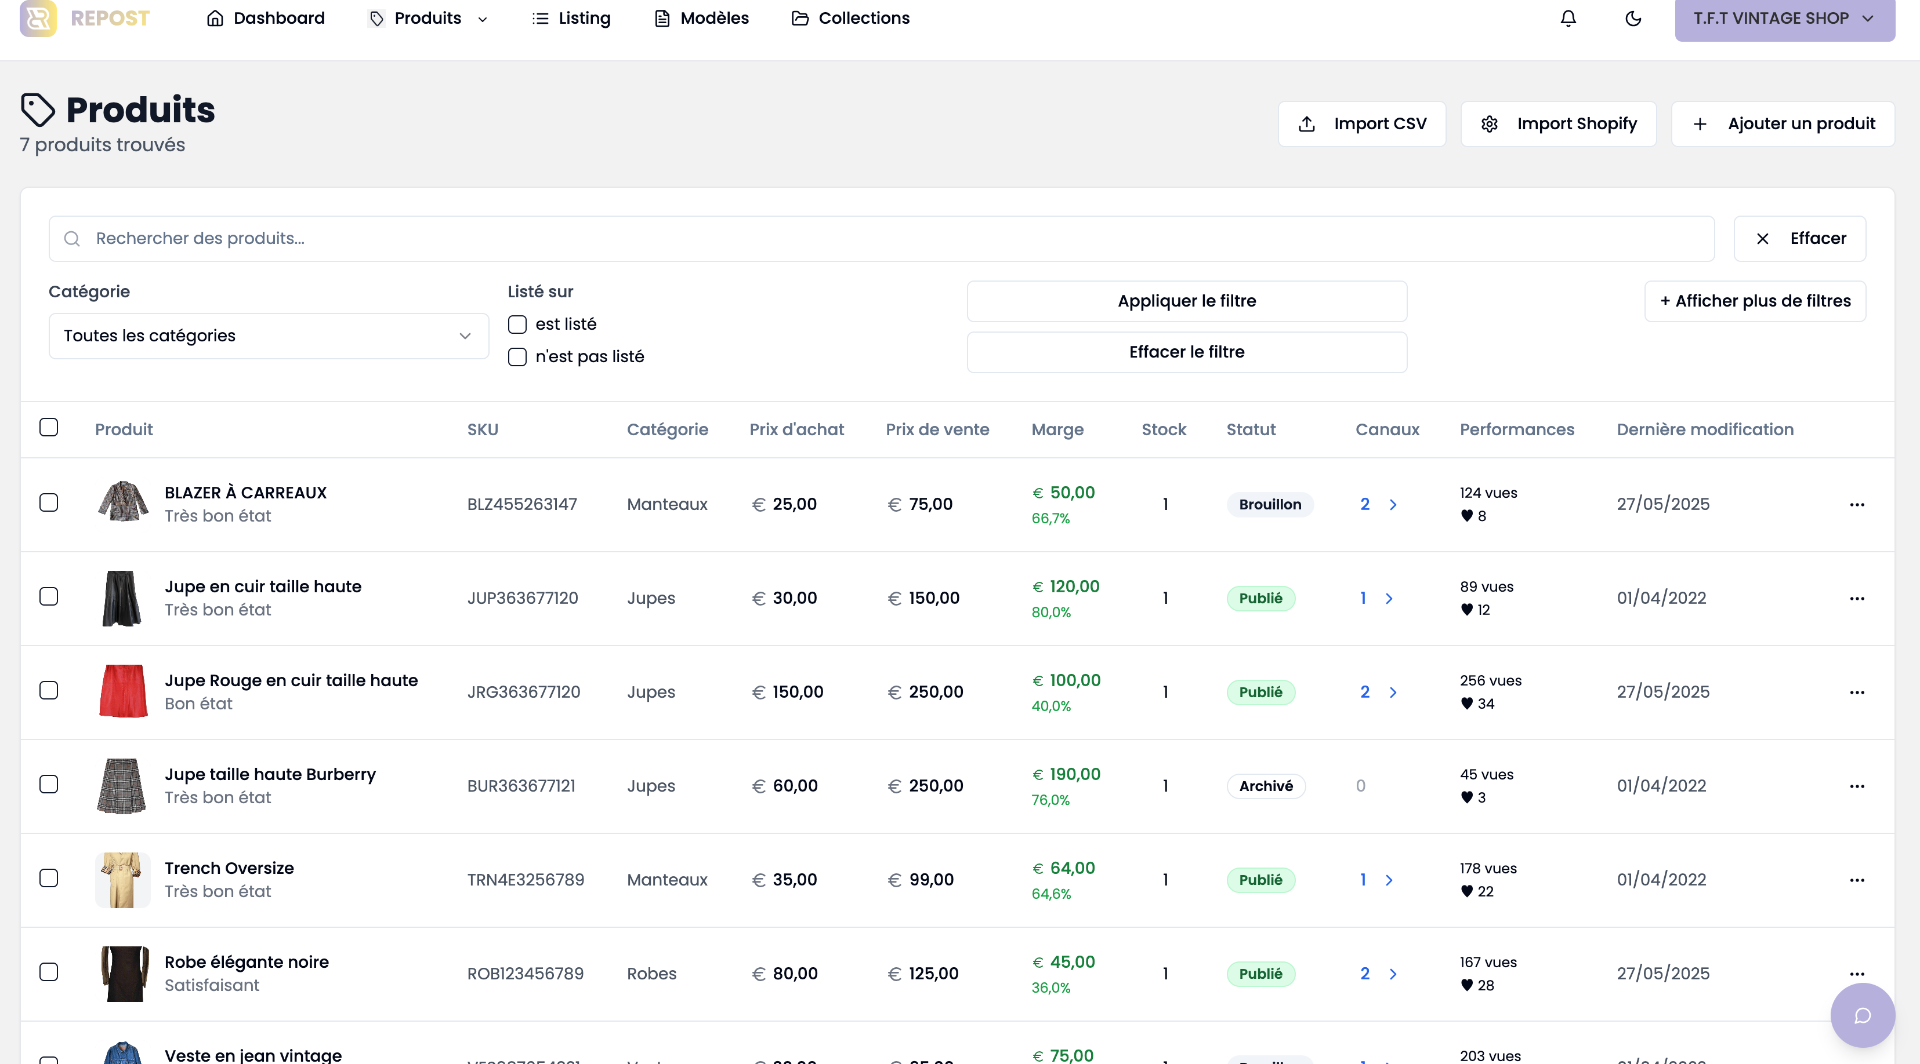 REPOST
Dashboard
Produits
Listing
Modèles
Collections
T.F.T VINTAGE SHOP
Produits
7 produits trouvés
Import CSV
Import Shopify
+ Ajouter un produit
Rechercher des produits...
Effacer
Catégorie
Toutes les catégories
Listé sur
est listé
n'est pas listé
Appliquer le filtre
Effacer le filtre
+ Afficher plus de filtres
Produit SKU Catégorie Prix d'achat Prix de vente Marge Stock Statut Canaux Performances Dernière modification
BLAZER À CARREAUX
Très bon état
BLZ455263147 Manteaux € 25,00 € 75,00
€ 50,00
66,7%
1 Brouillon 2
124 vues
♥ 8
27/05/2025
Jupe en cuir taille haute
Très bon état
JUP363677120 Jupes € 30,00 € 150,00
€ 120,00
80,0%
1 Publié 1
89 vues
♥ 12
01/04/2022
Jupe Rouge en cuir taille haute
Bon état
JRG363677120 Jupes € 150,00 € 250,00
€ 100,00
40,0%
1 Publié 2
256 vues
♥ 34
27/05/2025
Jupe taille haute Burberry
Très bon état
BUR363677121 Jupes € 60,00 € 250,00
€ 190,00
76,0%
1 Archivé 0
45 vues
♥ 3
01/04/2022
Trench Oversize
Très bon état
TRN4E3256789 Manteaux € 35,00 € 99,00
€ 64,00
64,6%
1 Publié 1
178 vues
♥ 22
01/04/2022
Robe élégante noire
Satisfaisant
ROB123456789 Robes € 80,00 € 125,00
€ 45,00
36,0%
1 Publié 2
167 vues
♥ 28
27/05/2025
Veste en jean vintage
€ 75,00
203 vues